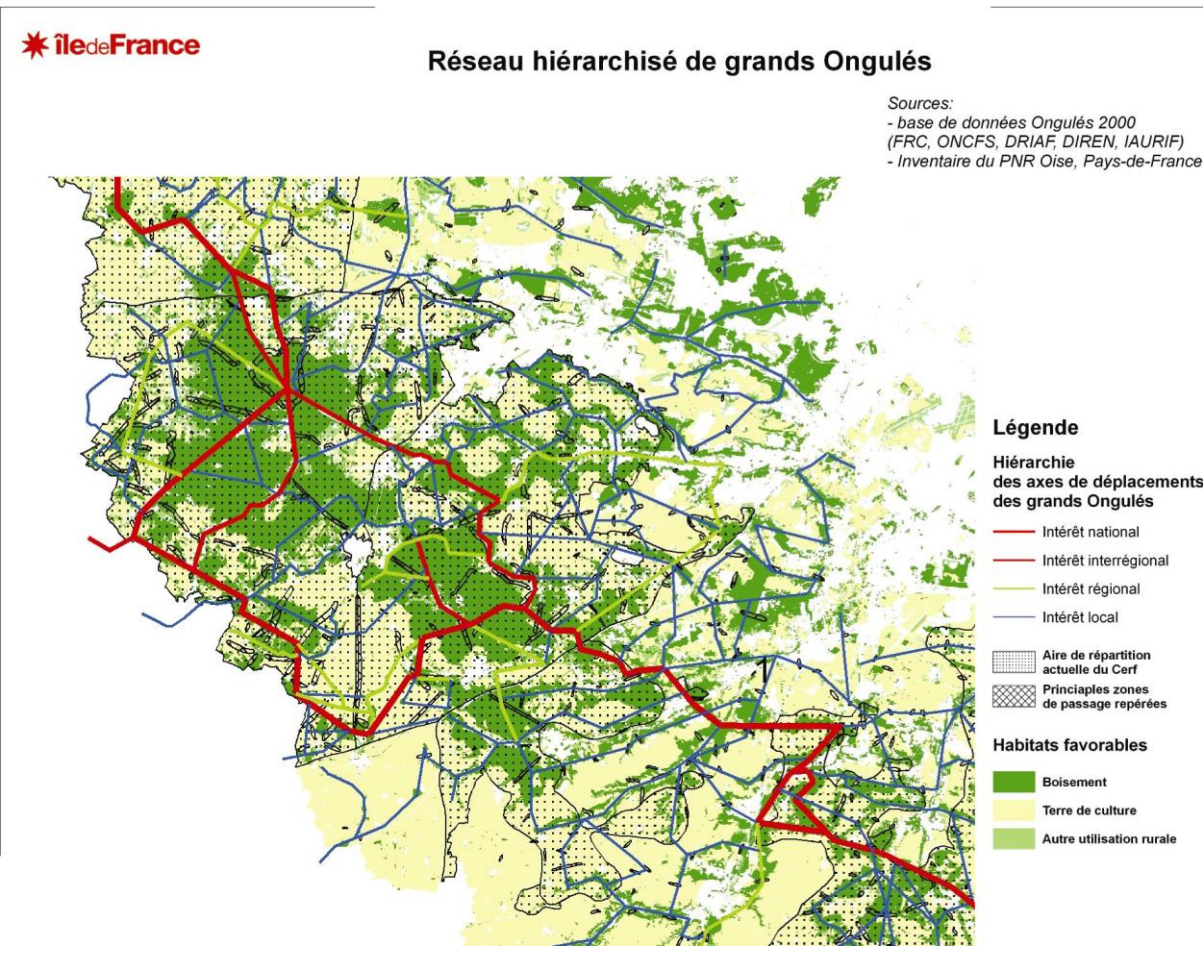 îledeFrance
Réseau hiérarchisé de grands Ongulés
Sources:
- base de données Ongulés 2000
(FRC, ONCFS, DRIAF, DIREN, IAURIF)
- Inventaire du PNR Oise, Pays-de-France
Légende
Hiérarchie
des axes de déplacements
des grands Ongulés
Intérêt national
Intérêt interrégional
Intérêt régional
Intérêt local
Aire de répartition
actuelle du Cerf
Princiaples zones
de passage repérées
Habitats favorables
Boisement
Terre de culture
Autre utilisation rurale